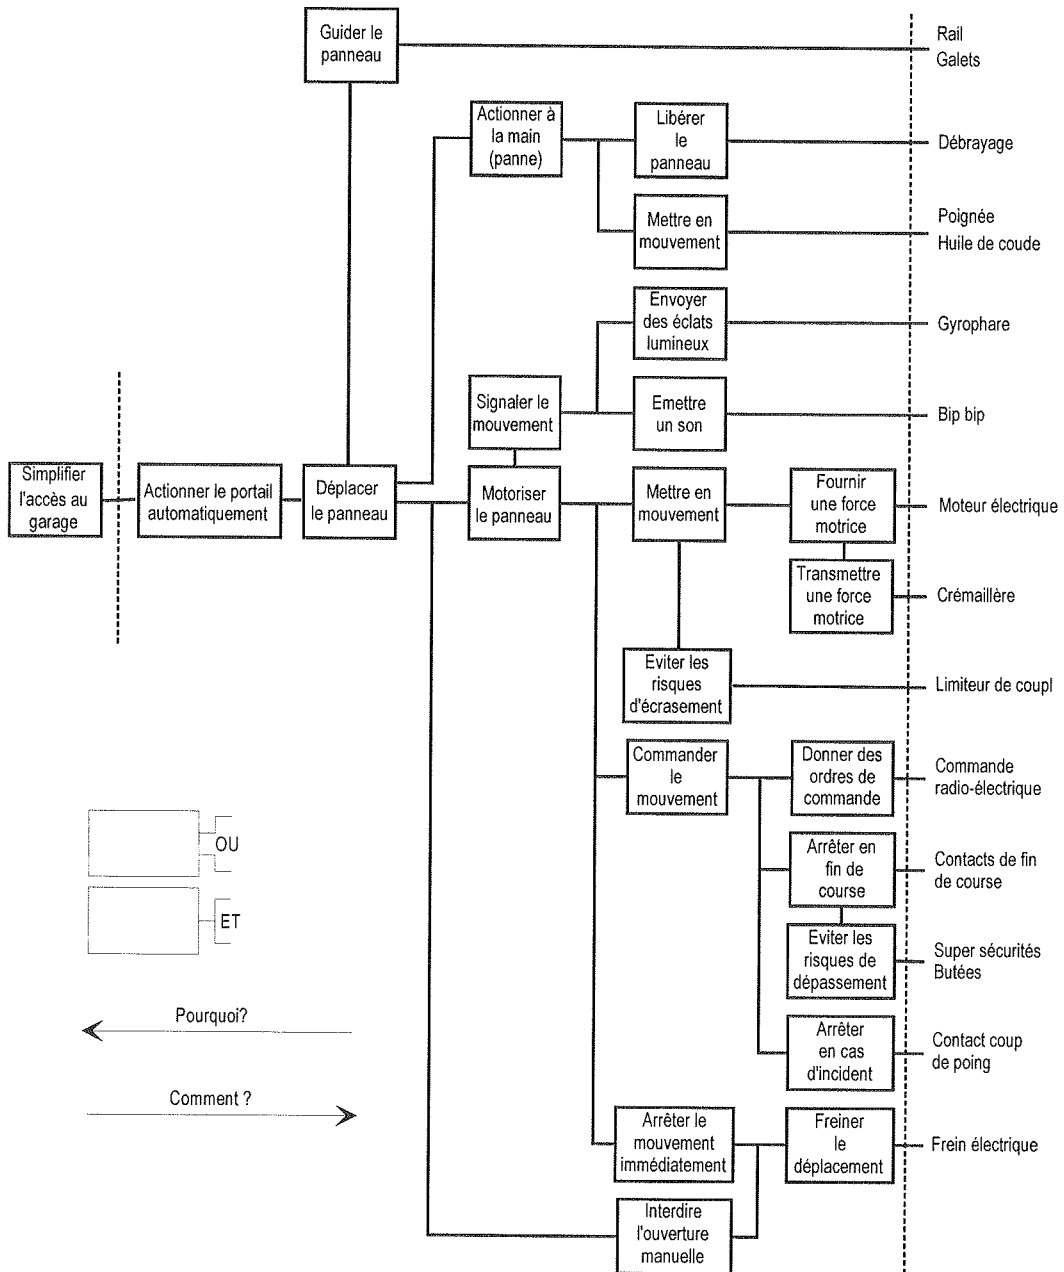 Guider le
panneau
Rail
Galets
Actionner à
la main
(panne)
Libérer
le
panneau
Débrayage
Mettre en
mouvement
Poignée
Huile de coude
Envoyer
des éclats
lumineux
Gyrophare
Signaler le
mouvement
Emettre
un son
Bip bip
Simplifier
l'accès au
garage
Actionner le portail
automatiquement
Déplacer
le panneau
Motoriser
le panneau
Mettre en
mouvement
Fournir
une force
motrice
Moteur électrique
Transmettre
une force
motrice
Crémaillère
Eviter les
risques
d'écrasement
Limiteur de coupl
Commander
le
mouvement
Donner des
ordres de
commande
Commande
radio-électrique
Arrêter en
fin de
course
Contacts de fin
de course
Eviter les
risques de
dépassement
Super sécurités
Butées
Arrêter
en cas
d'incident
Contact coup
de poing
Arrêter le
mouvement
immédiatement
Freiner
le
déplacement
Frein électrique
Interdire
l'ouverture
manuelle
OU
ET
Pourquoi?
Comment ?